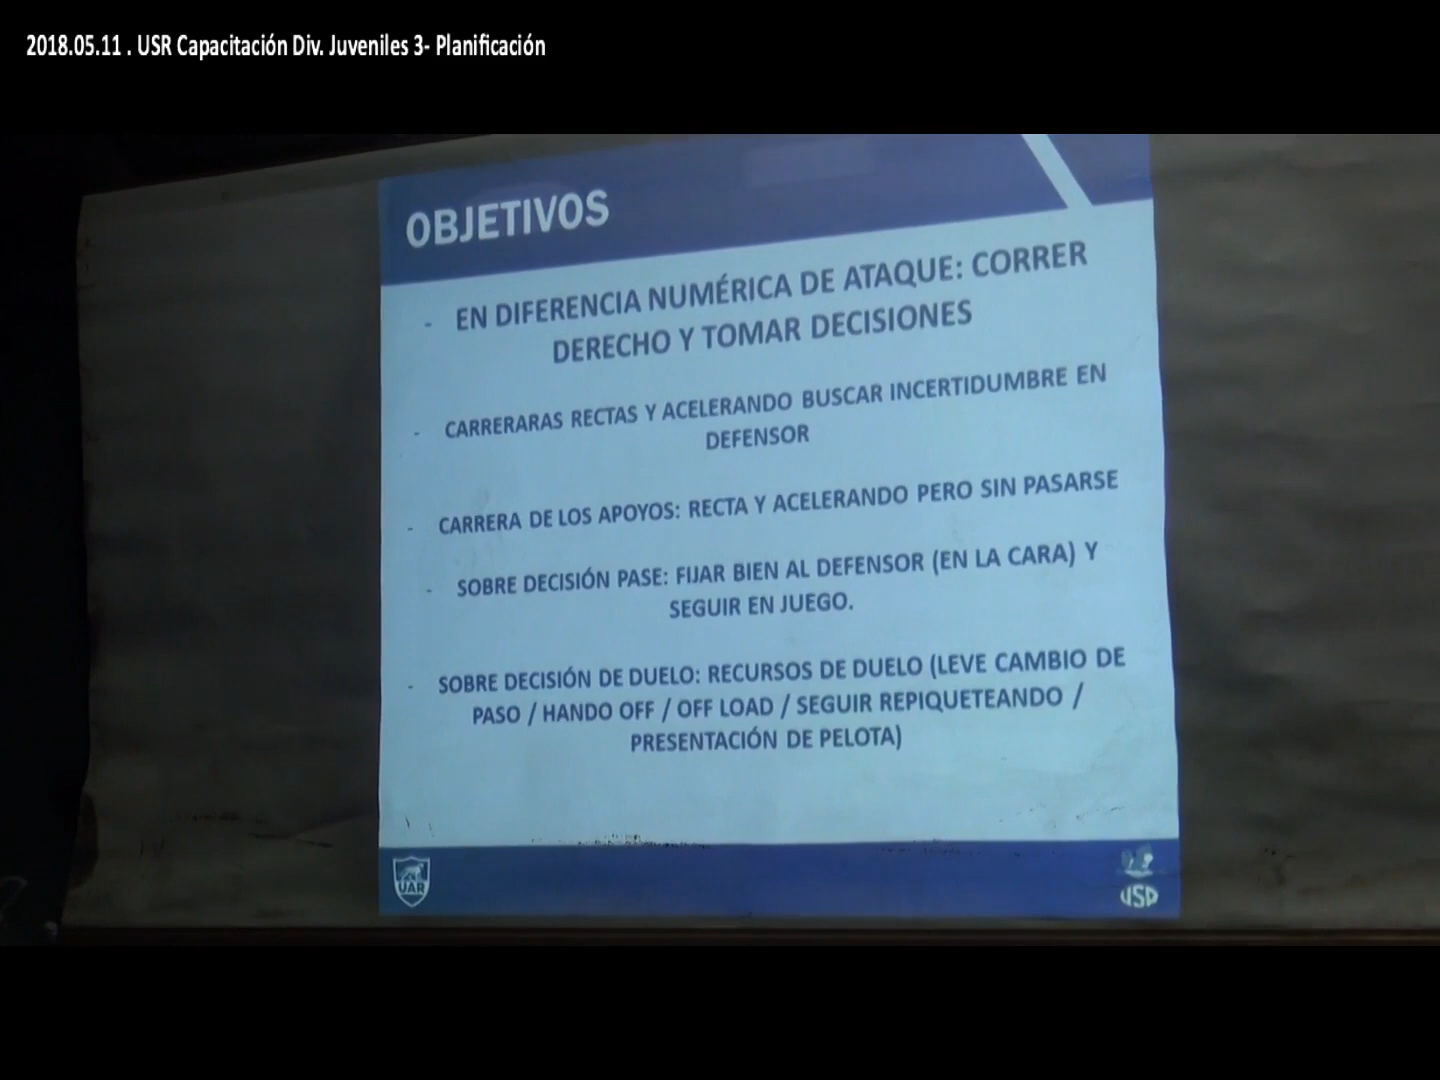 2018.05.11 . USR Capacitación Div. Juveniles 3- Planificación
OBJETIVOS
- EN DIFERENCIA NUMÉRICA DE ATAQUE: CORRER
DERECHO Y TOMAR DECISIONES
- CARRERARAS RECTAS Y ACELERANDO BUSCAR INCERTIDUMBRE EN
DEFENSOR
- CARRERA DE LOS APOYOS: RECTA Y ACELERANDO PERO SIN PASARSE
- SOBRE DECISIÓN PASE: FIJAR BIEN AL DEFENSOR (EN LA CARA) Y
SEGUIR EN JUEGO.
- SOBRE DECISIÓN DE DUELO: RECURSOS DE DUELO (LEVE CAMBIO DE
PASO / HANDO OFF / OFF LOAD / SEGUIR REPIQUETEANDO /
PRESENTACIÓN DE PELOTA)
UAR